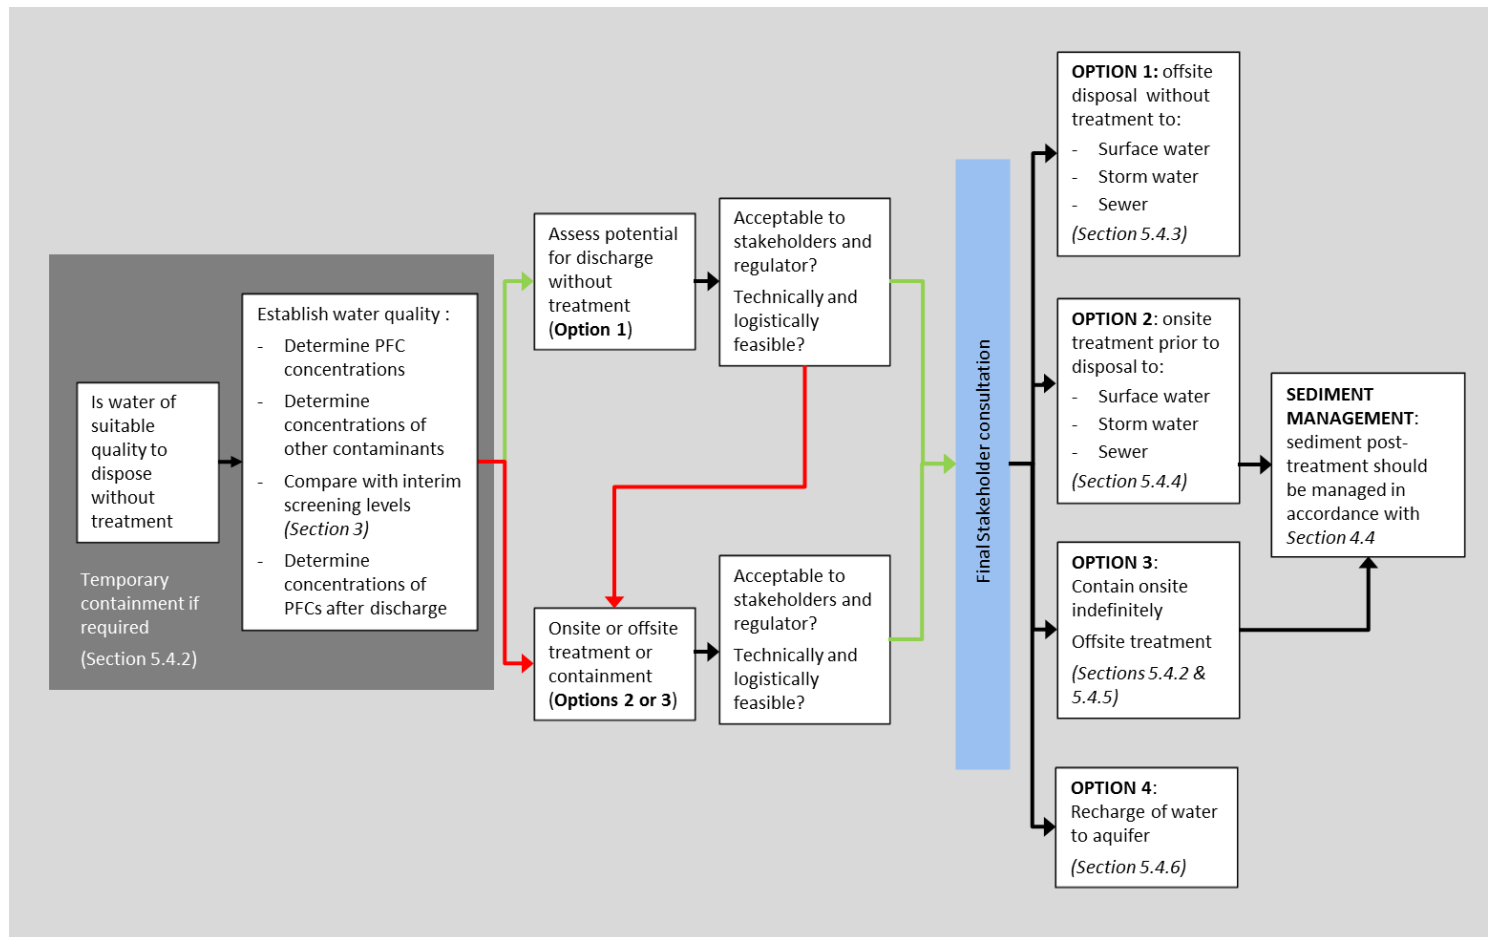 Is water of
suitable
quality to
dispose
without
treatment
Temporary
containment if
required
(Section 5.4.2)
Establish water quality :
- Determine PFC
concentrations
- Determine
concentrations
of other
contaminants
- Compare with interim
screening levels
(Section 3)
- Determine
concentrations of
PFCs after discharge
Assess potential
for discharge
without
treatment
(Option 1)
Acceptable to
stakeholders and
regulator?
Technically and
logistically
feasible?
Onsite or offsite
treatment or
containment
(Options 2 or 3)
Acceptable to
stakeholders and
regulator?
Technically and
logistically
feasible?
Final Stakeholder consultation
OPTION 1: offsite
disposal without
treatment to:
- Surface water
- Storm water
- Sewer
(Section 5.4.3)
OPTION 2: onsite
treatment prior to
disposal to:
- Surface water
- Storm water
- Sewer
(Section 5.4.4)
OPTION 3:
Contain onsite
indefinitely
Offsite treatment
(Sections 5.4.2 &
5.4.5)
OPTION 4:
Recharge of water
to aquifer
(Section 5.4.6)
SEDIMENT
MANAGEMENT:
sediment post-
treatment should
be managed in
accordance with
Section 4.4